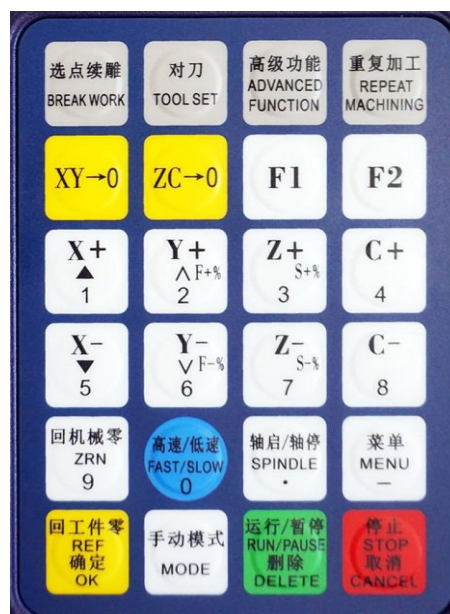 选点续雕
BREAK WORK
对刀
TOOL SET
高级功能
ADVANCED
FUNCTION
重复加工
REPEAT
MACHINING
XY→0
ZC→0
F1
F2
X+
▲
1
Y+
∧ F+%
2
Z+
S+%
3
C+
4
X-
▼
5
Y-
∨ F-%
6
Z-
S-%
7
C-
8
回机械零
ZRN
9
高速/低速
FAST/SLOW
0
轴启/轴停
SPINDLE
.
菜单
MENU
—
回工件零
REF
确定
OK
手动模式
MODE
运行/暂停
RUN/PAUSE
删除
DELETE
停止
STOP
取消
CANCEL